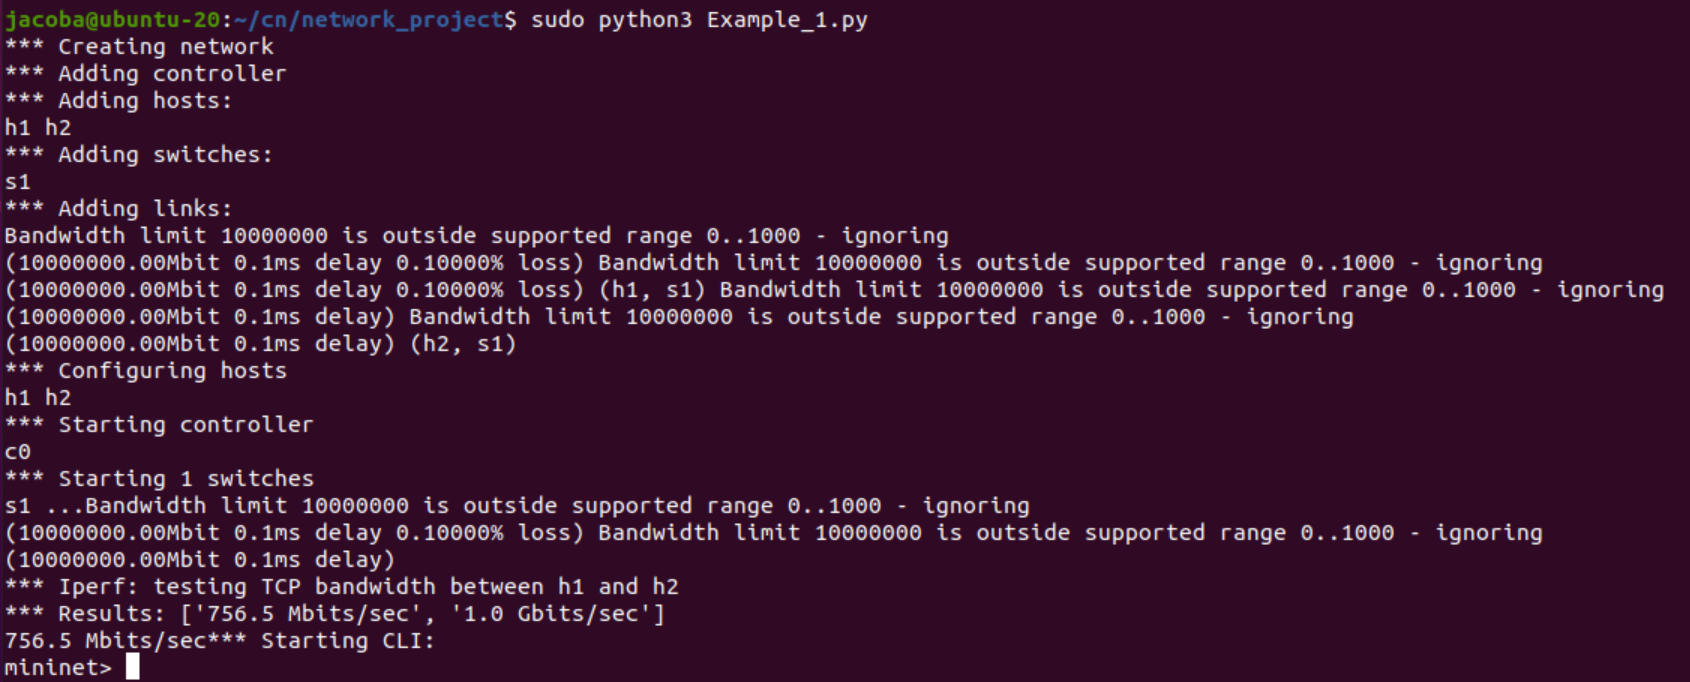 jacoba@ubuntu-20:~/cn/network_project$ sudo python3 Example_1.py
*** Creating network
*** Adding controller
*** Adding hosts:
h1 h2
*** Adding switches:
s1
*** Adding links:
Bandwidth limit 10000000 is outside supported range 0..1000 - ignoring
(10000000.00Mbit 0.1ms delay 0.10000% loss) Bandwidth limit 10000000 is outside supported range 0..1000 - ignoring
(10000000.00Mbit 0.1ms delay 0.10000% loss) (h1, s1) Bandwidth limit 10000000 is outside supported range 0..1000 - ignoring
(10000000.00Mbit 0.1ms delay) Bandwidth limit 10000000 is outside supported range 0..1000 - ignoring
(10000000.00Mbit 0.1ms delay) (h2, s1)
*** Configuring hosts
h1 h2
*** Starting controller
c0
*** Starting 1 switches
s1 ...Bandwidth limit 10000000 is outside supported range 0..1000 - ignoring
(10000000.00Mbit 0.1ms delay 0.10000% loss) Bandwidth limit 10000000 is outside supported range 0..1000 - ignoring
(10000000.00Mbit 0.1ms delay)
*** Iperf: testing TCP bandwidth between h1 and h2
*** Results: ['756.5 Mbits/sec', '1.0 Gbits/sec']
756.5 Mbits/sec*** Starting CLI:
mininet>